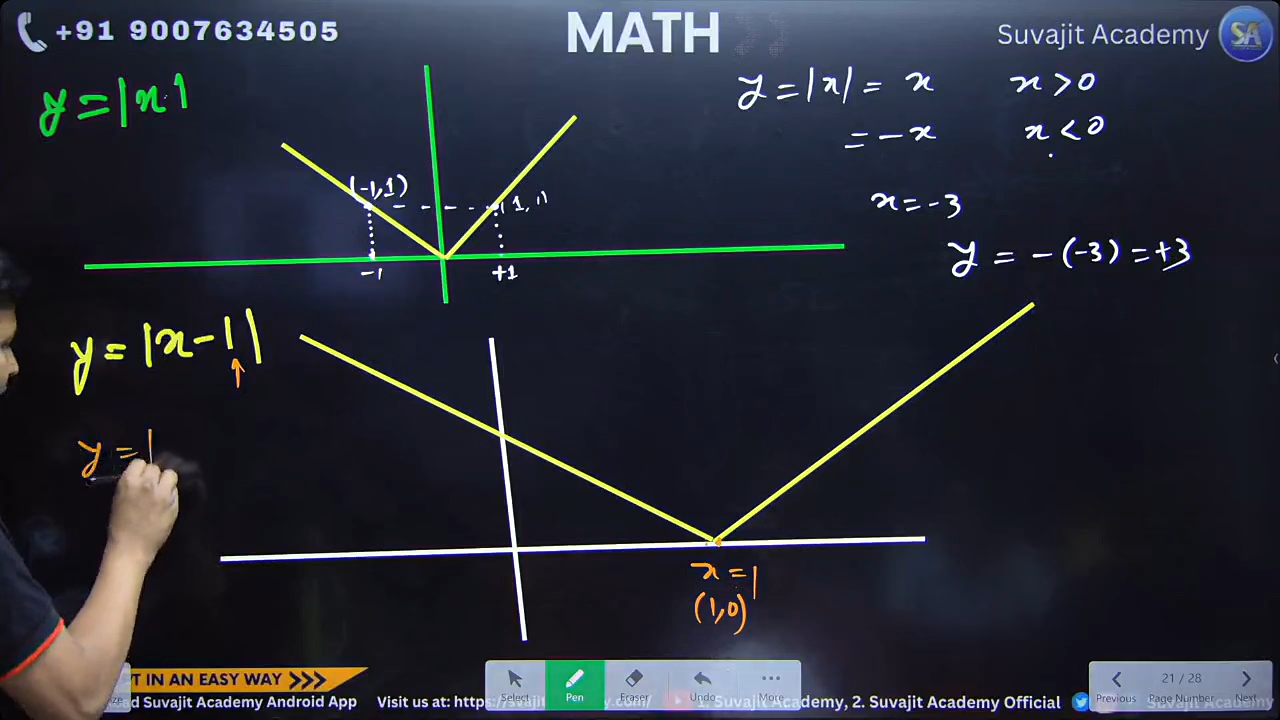 +91 9007634505
MATH
Suvajit Academy
SA
y = |x|
y = |x| = x    x > 0
= -x    x < 0
(-1,1)
1,1)
x = -3
y = -(-3) = +3
-1
+1
y = |x - 1|
y = |
x = 1
(1,0)
T IN AN EASY WAY >>>
Select
Pen
Eraser
Undo
More
21 / 28
Previous
Page Number
Next
d Suvajit Academy Android App
Visit us at: https://
1. Suvajit Academy, 2. Suvajit Academy Official